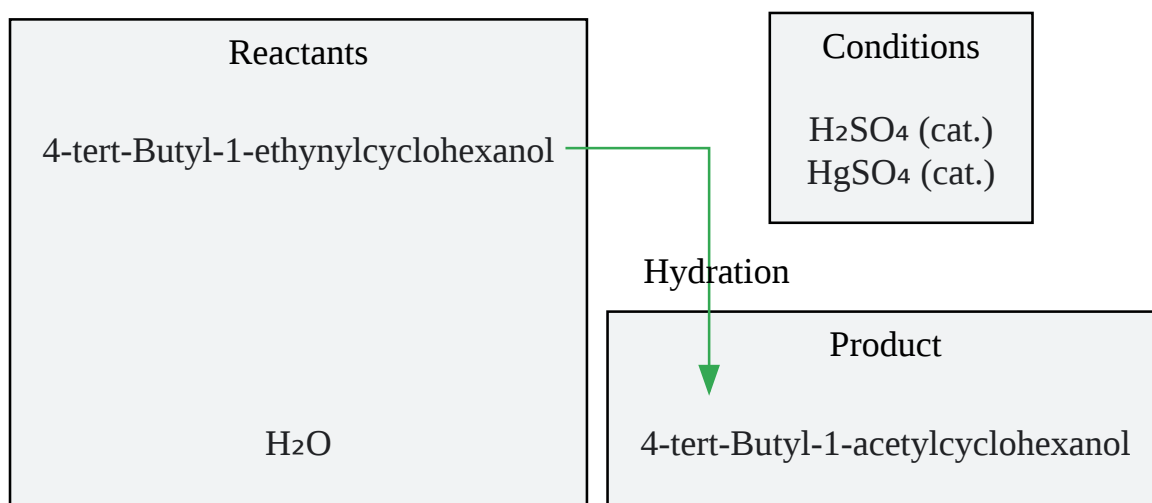 Reactants
4-tert-Butyl-1-ethynylcyclohexanol
H₂O
Conditions
H₂SO₄ (cat.)
HgSO₄ (cat.)
Hydration
Product
4-tert-Butyl-1-acetylcyclohexanol